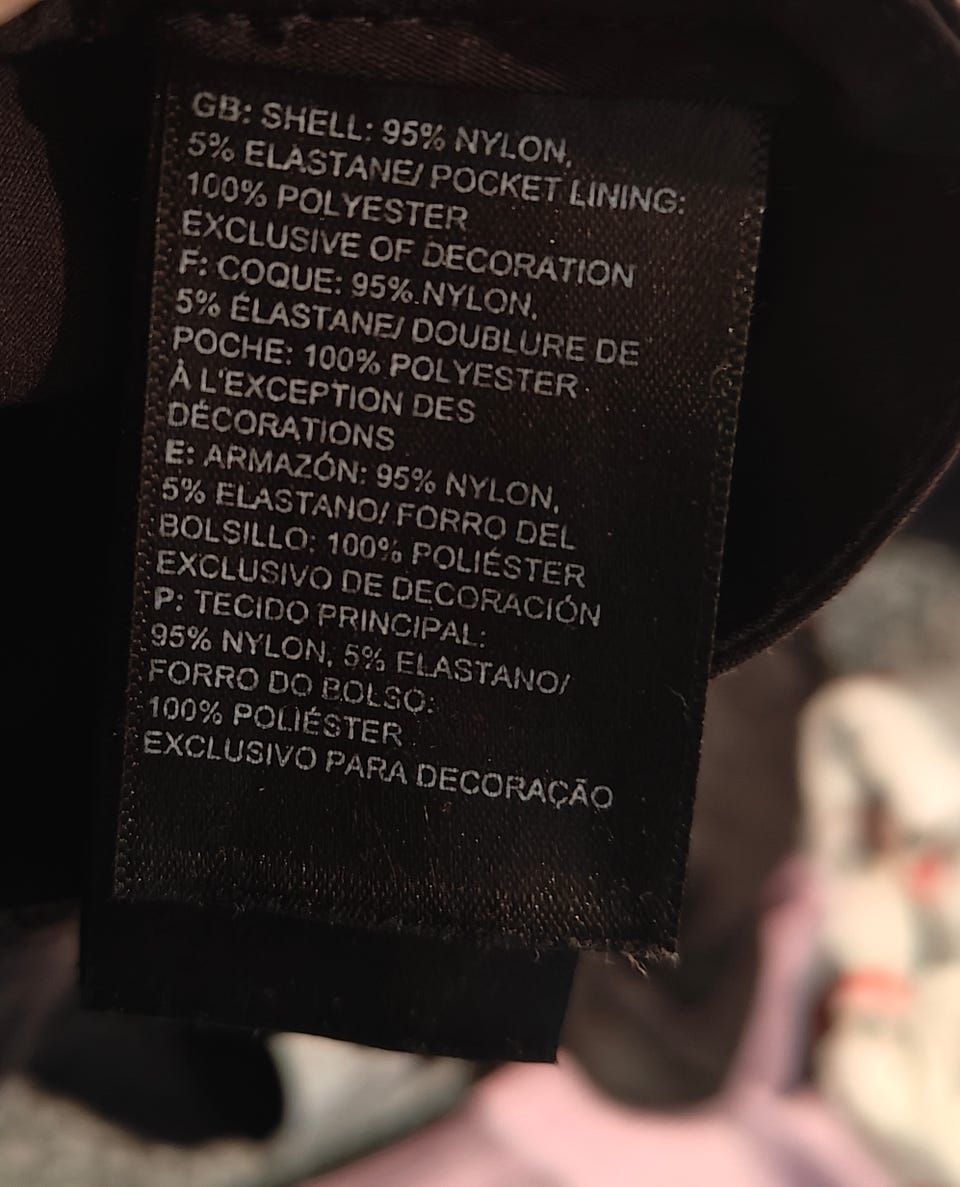 GB: SHELL: 95% NYLON,
5% ELASTANE/ POCKET LINING:
100% POLYESTER
EXCLUSIVE OF DECORATION
F: COQUE: 95% NYLON,
5% ÉLASTANE/ DOUBLURE DE
POCHE: 100% POLYESTER
À L'EXCEPTION DES
DÉCORATIONS
E: ARMAZÓN: 95% NYLON,
5% ELASTANO/ FORRO DEL
BOLSILLO: 100% POLIÉSTER
EXCLUSIVO DE DECORACIÓN
P: TECIDO PRINCIPAL:
95% NYLON, 5% ELASTANO/
FORRO DO BOLSO:
100% POLIÉSTER
EXCLUSIVO PARA DECORAÇÃO